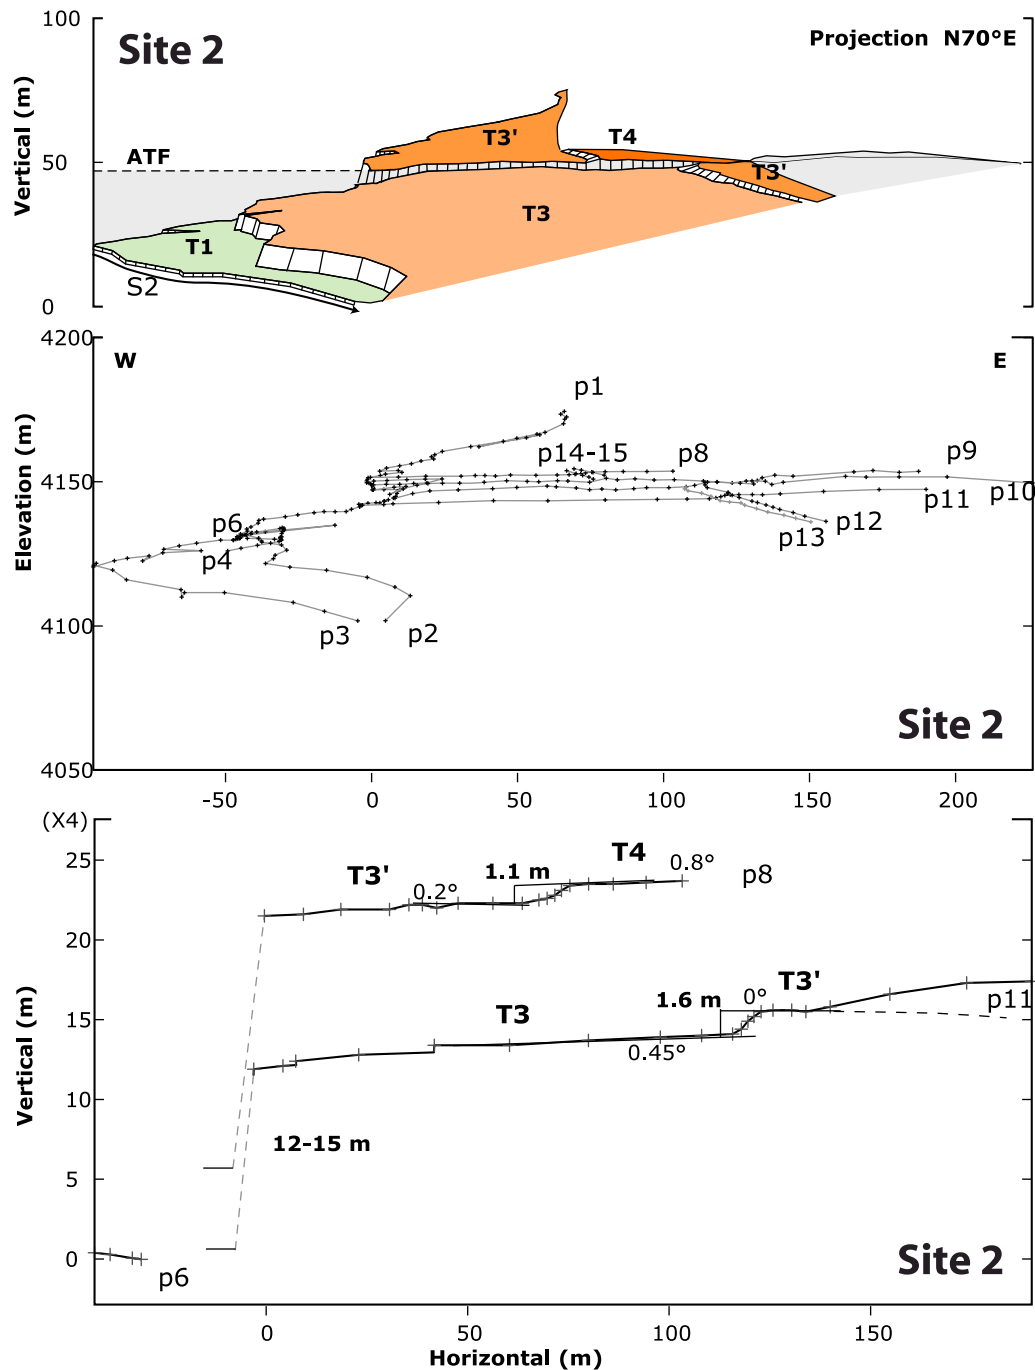 100
Site 2
Projection N70°E
Vertical (m)
T3'
T4
ATF
50
T3'
T3
T1
S2
0
4200
W
E
p1
p14-15
p8
p9
4150
p10
p11
p6
p12
p13
p4
Elevation (m)
4100
p3
p2
Site 2
4050
-50
0
50
100
150
200
(X4)
25
T3'
1.1 m
T4
0.8°
0.2°
p8
20
T3'
1.6 m
0°
T3
p11
15
0.45°
Vertical (m)
10
12-15 m
5
0
p6
Site 2
0
50
100
150
Horizontal (m)